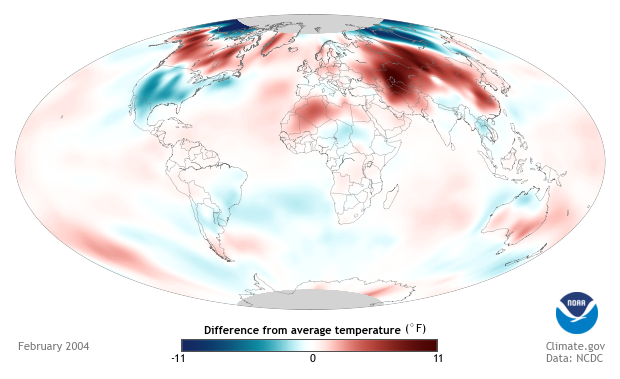 NOAA
Difference from average temperature (°F)
February 2004
-11 0 11
Climate.gov
Data: NCDC